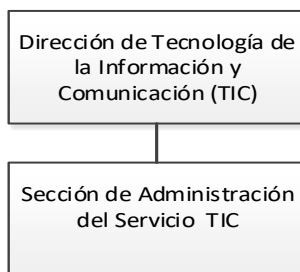 Dirección de Tecnología de
la Información y
Comunicación (TIC)
Sección de Administración
del Servicio TIC